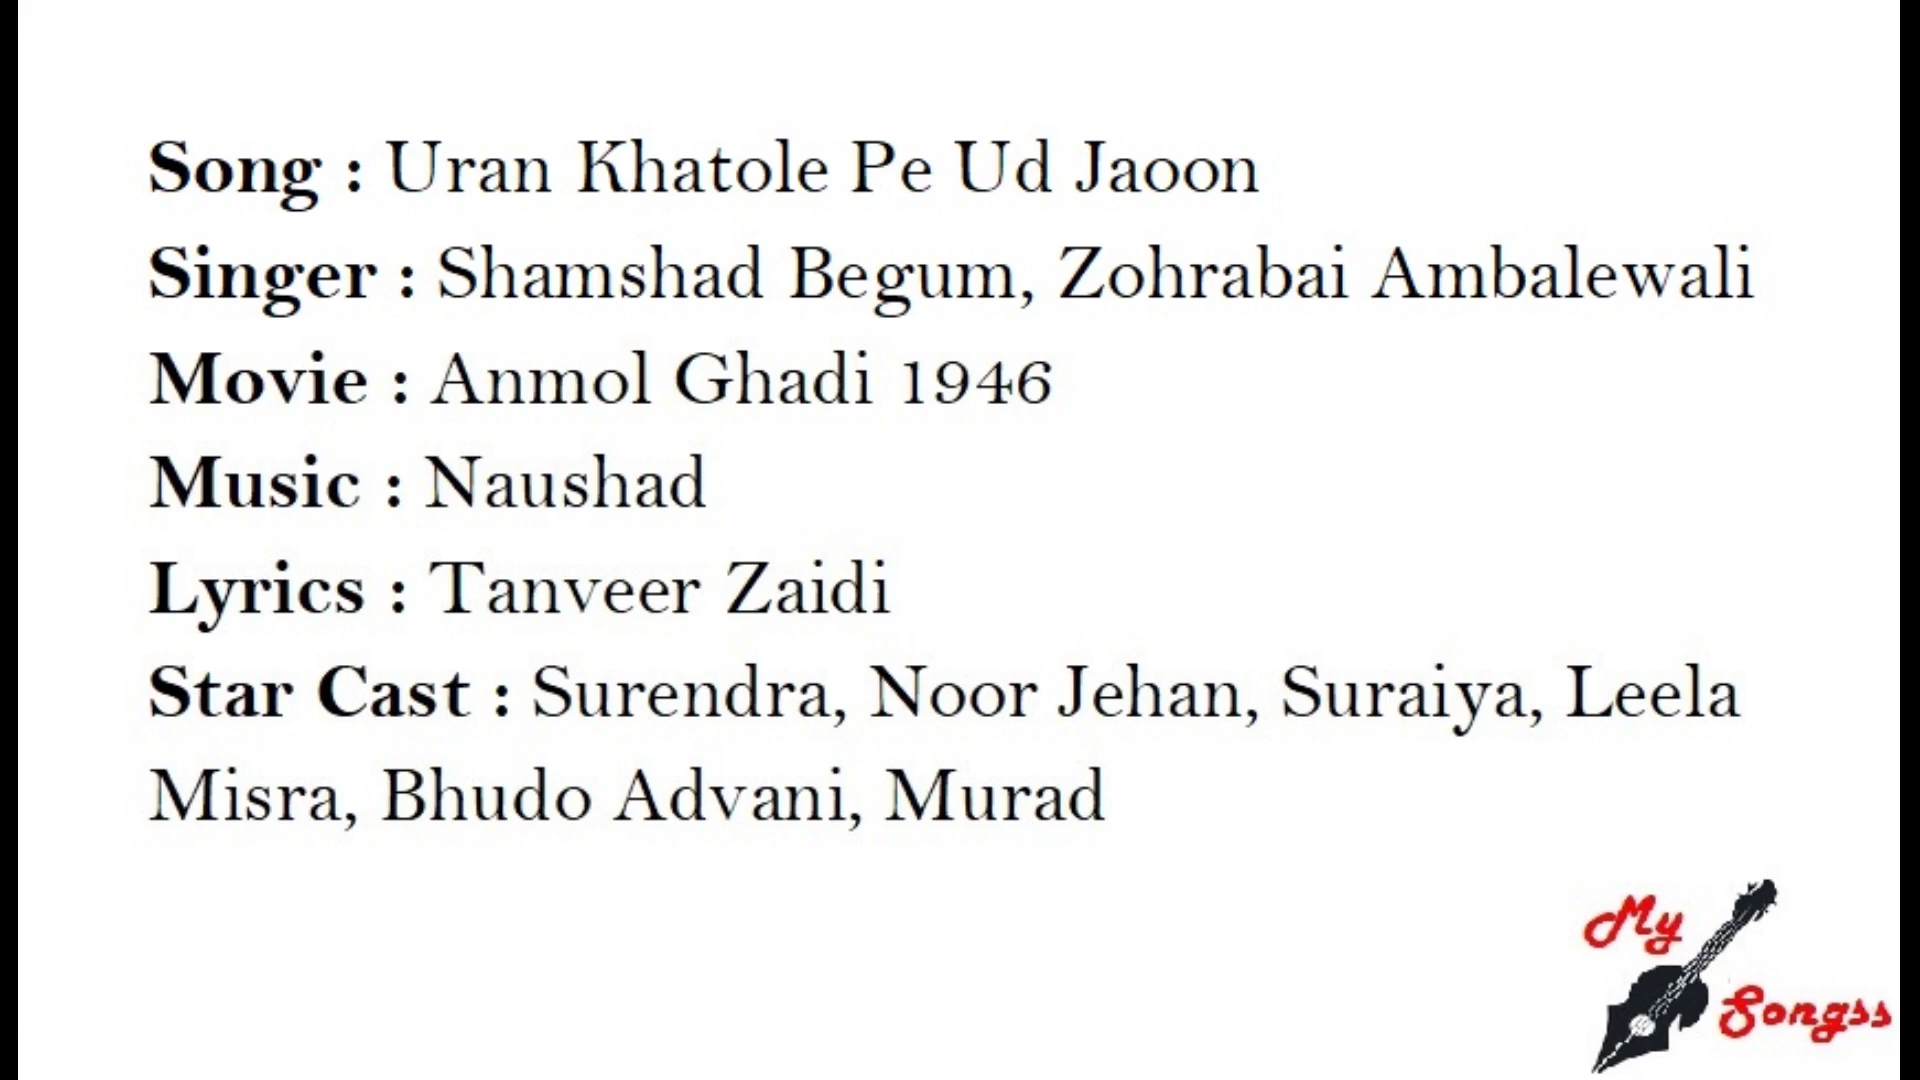 Song : Uran Khatole Pe Ud Jaoon
Singer : Shamshad Begum, Zohrabai Ambalewali
Movie : Anmol Ghadi 1946
Music : Naushad
Lyrics : Tanveer Zaidi
Star Cast : Surendra, Noor Jehan, Suraiya, Leela
Misra, Bhudo Advani, Murad
My
Songss